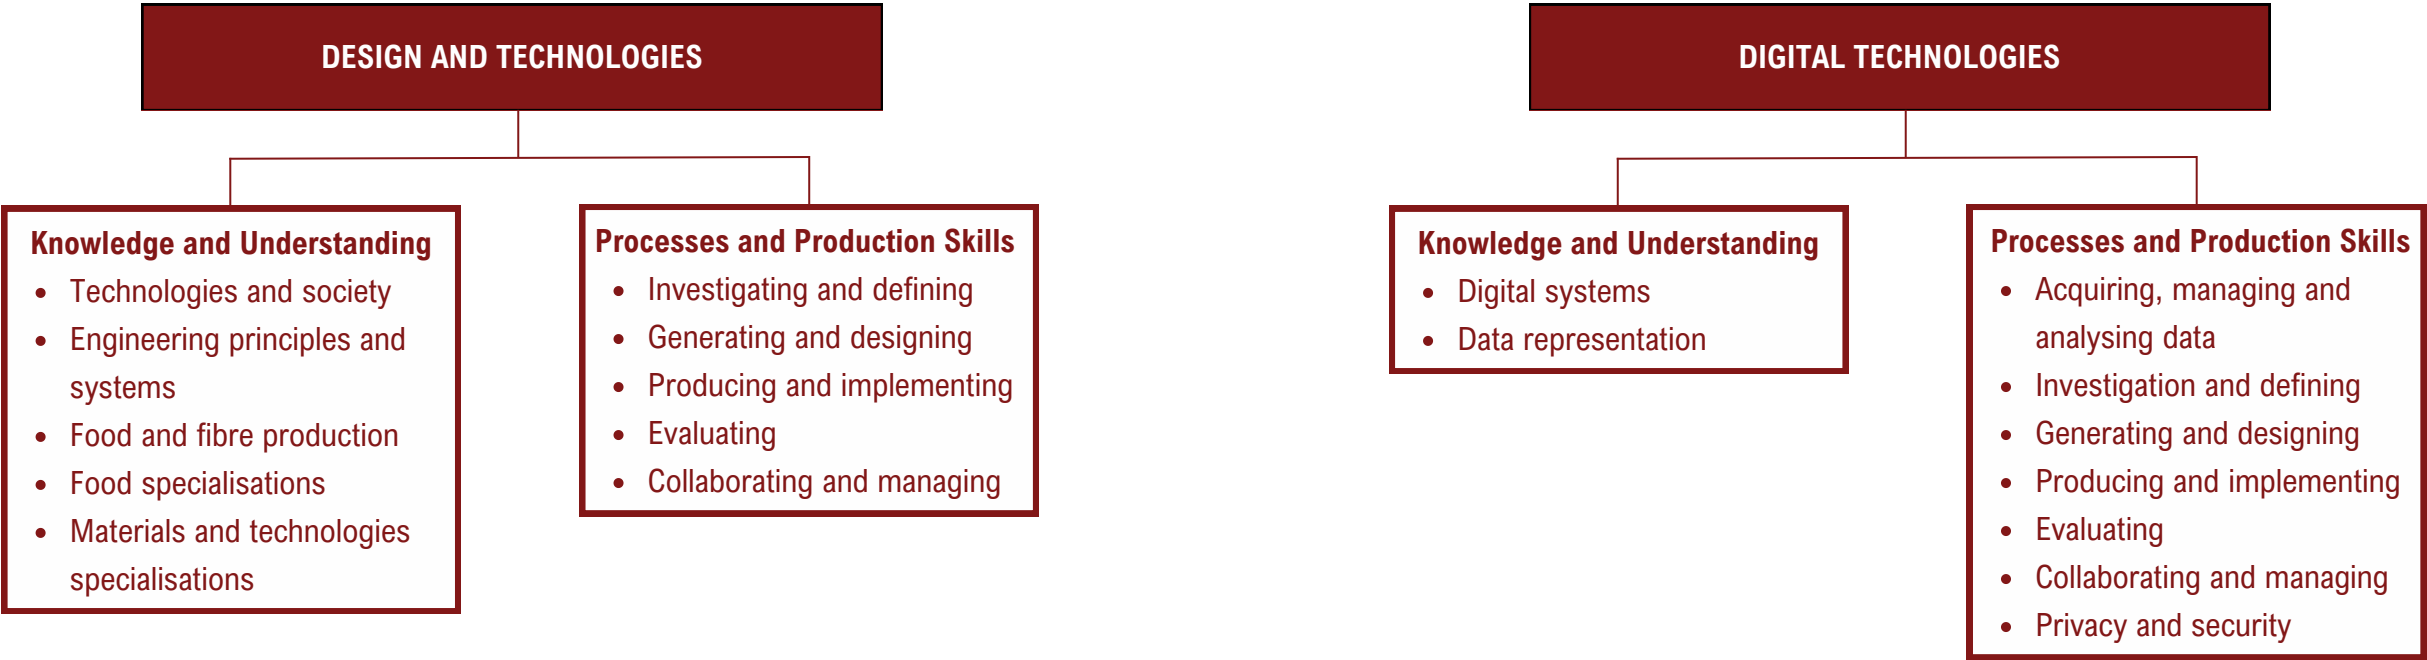 DESIGN AND TECHNOLOGIES
Knowledge and Understanding
• Technologies and society
• Engineering principles and
systems
• Food and fibre production
• Food specialisations
• Materials and technologies
specialisations
Processes and Production Skills
• Investigating and defining
• Generating and designing
• Producing and implementing
• Evaluating
• Collaborating and managing
DIGITAL TECHNOLOGIES
Knowledge and Understanding
• Digital systems
• Data representation
Processes and Production Skills
• Acquiring, managing and
analysing data
• Investigation and defining
• Generating and designing
• Producing and implementing
• Evaluating
• Collaborating and managing
• Privacy and security